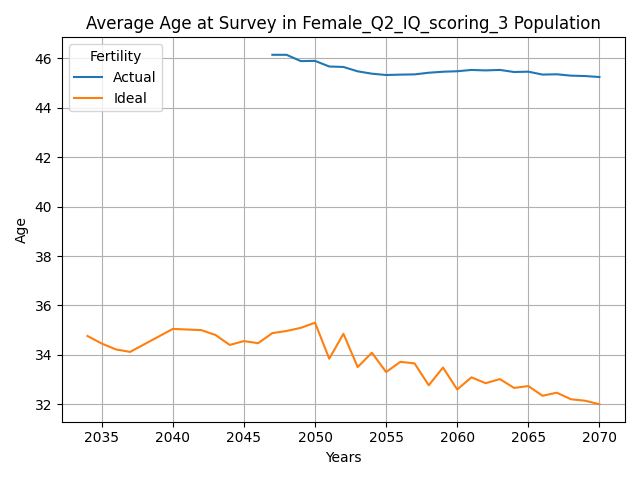 Average Age at Survey in Female_Q2_IQ_scoring_3 Population
Fertility
Actual
Ideal
46
44
42
40
38
36
34
32
Age
2035 2040 2045 2050 2055 2060 2065 2070
Years